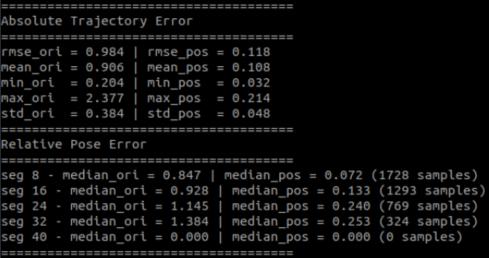 ======================================
Absolute Trajectory Error
======================================
rmse_ori = 0.984 | rmse_pos = 0.118
mean_ori = 0.906 | mean_pos = 0.108
min_ori  = 0.204 | min_pos  = 0.032
max_ori  = 2.377 | max_pos  = 0.214
std_ori  = 0.384 | std_pos  = 0.048
======================================
Relative Pose Error
======================================
seg 8 - median_ori = 0.847 | median_pos = 0.072 (1728 samples)
seg 16 - median_ori = 0.928 | median_pos = 0.133 (1293 samples)
seg 24 - median_ori = 1.145 | median_pos = 0.240 (769 samples)
seg 32 - median_ori = 1.384 | median_pos = 0.253 (324 samples)
seg 40 - median_ori = 0.000 | median_pos = 0.000 (0 samples)
======================================